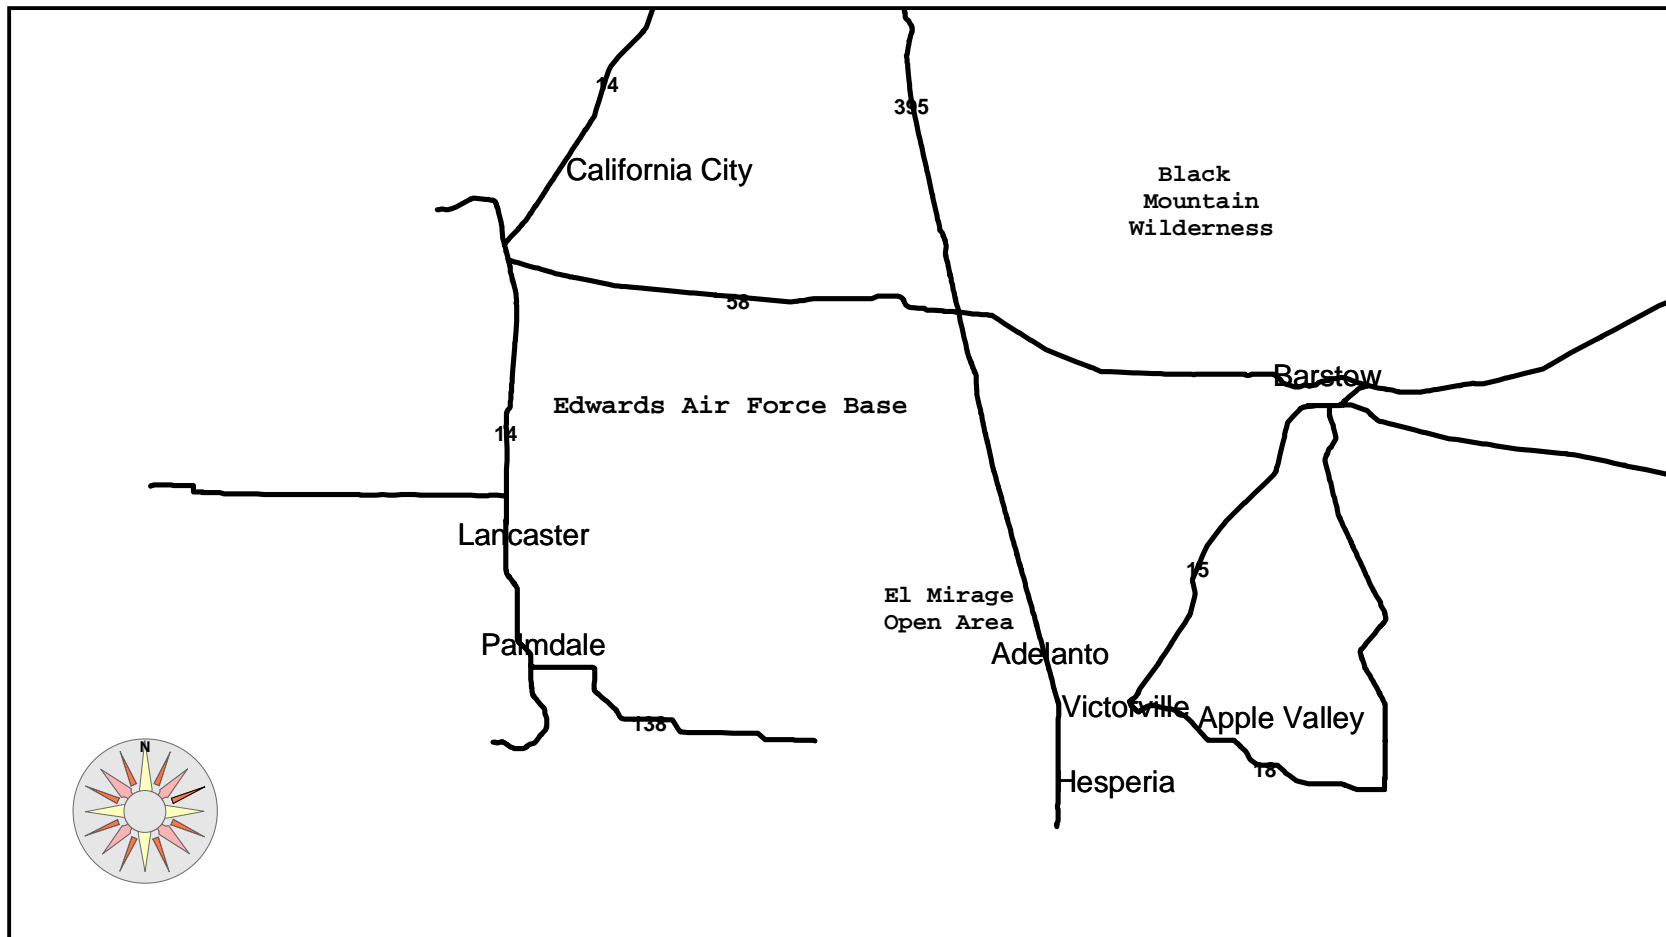 14
395
California City
Black
Mountain
Wilderness
58
Barstow
Edwards Air Force Base
14
Lancaster
15
El Mirage
Open Area
Palmdale
Adelanto
Victorville
Apple Valley
138
N
18
Hesperia